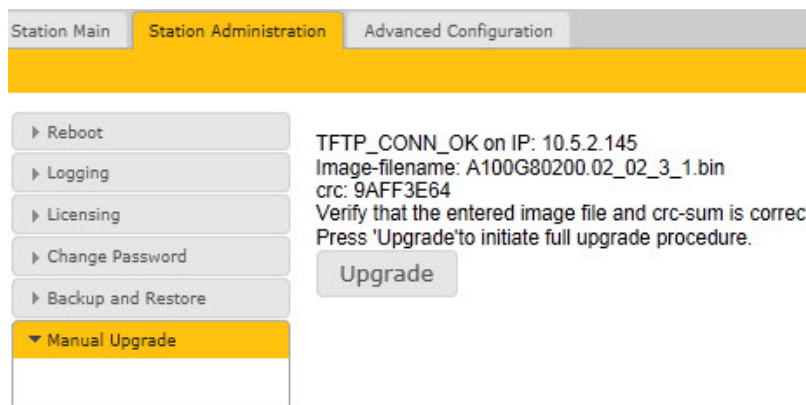 Station Main
Station Administration
Advanced Configuration
Reboot
Logging
Licensing
Change Password
Backup and Restore
Manual Upgrade
TFTP_CONN_OK on IP: 10.5.2.145
Image-filename: A100G80200.02_02_3_1.bin
crc: 9AFF3E64
Verify that the entered image file and crc-sum is correc
Press 'Upgrade'to initiate full upgrade procedure.
Upgrade